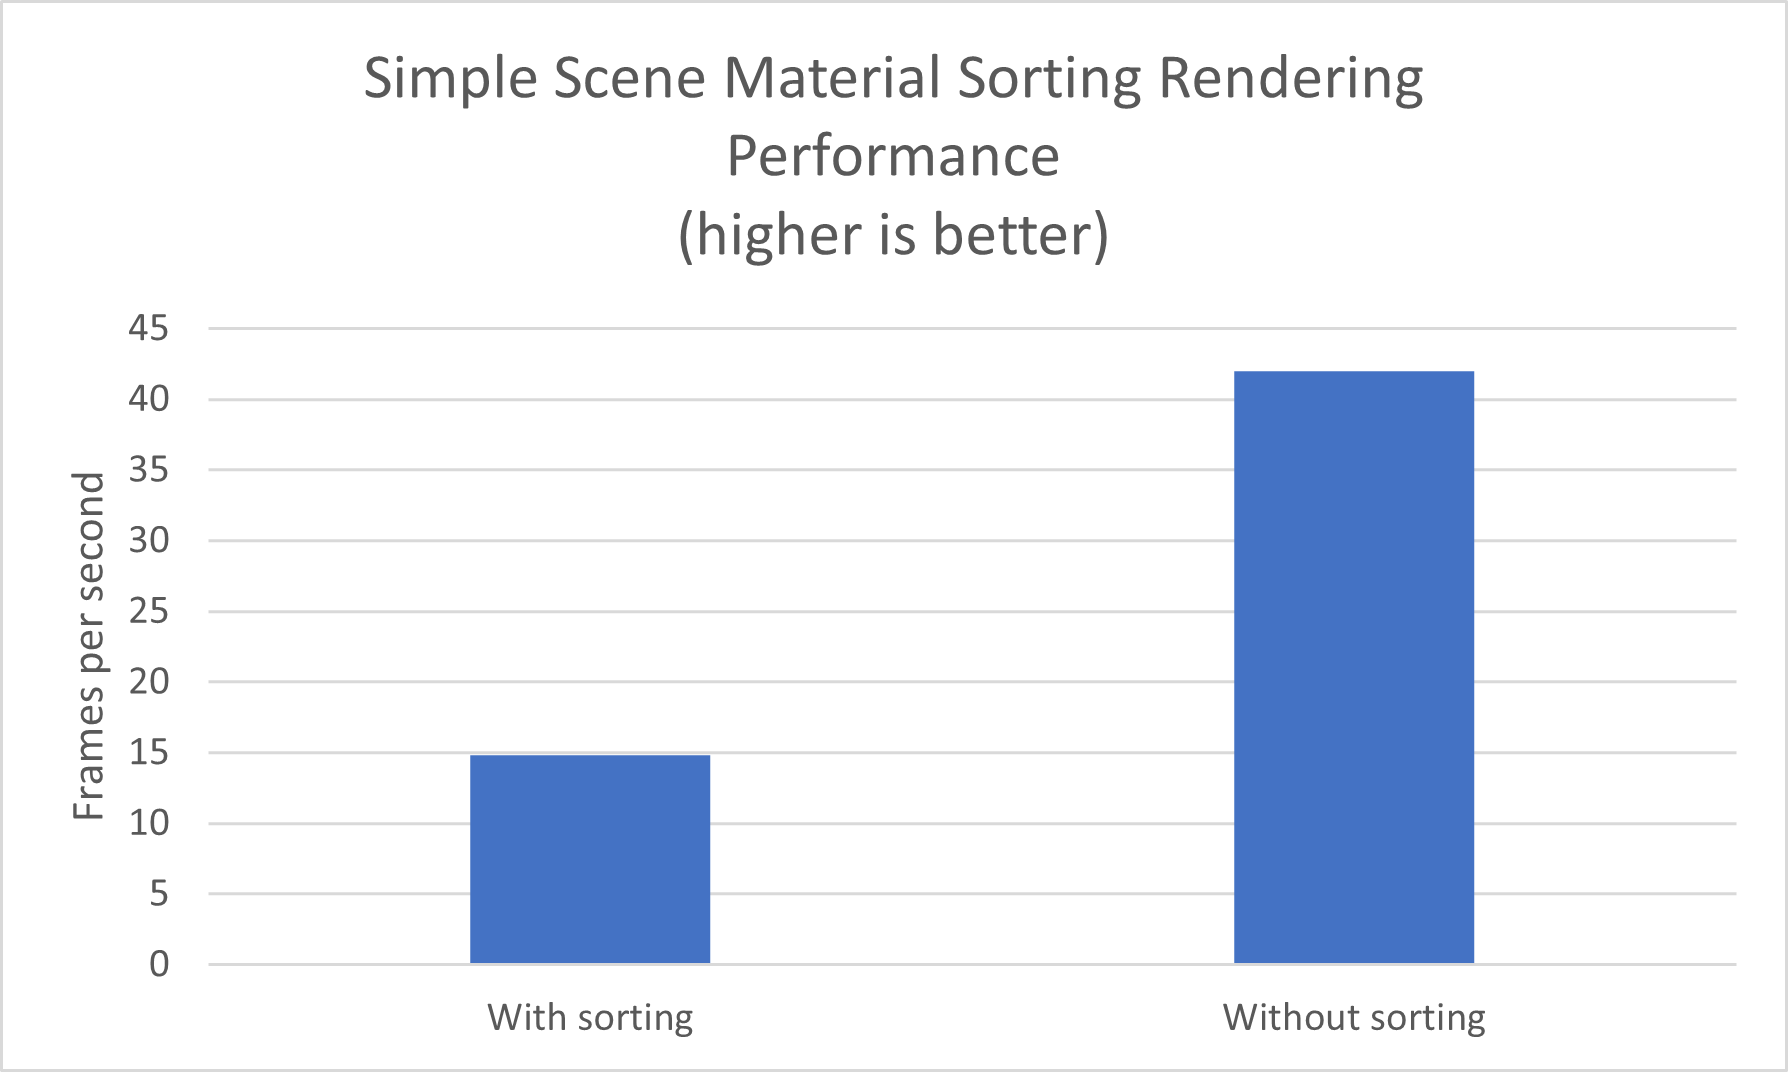 Simple Scene Material Sorting Rendering
Performance
(higher is better)
45
40
35
30
25
20
15
10
5
0
Frames per second
With sorting
Without sorting